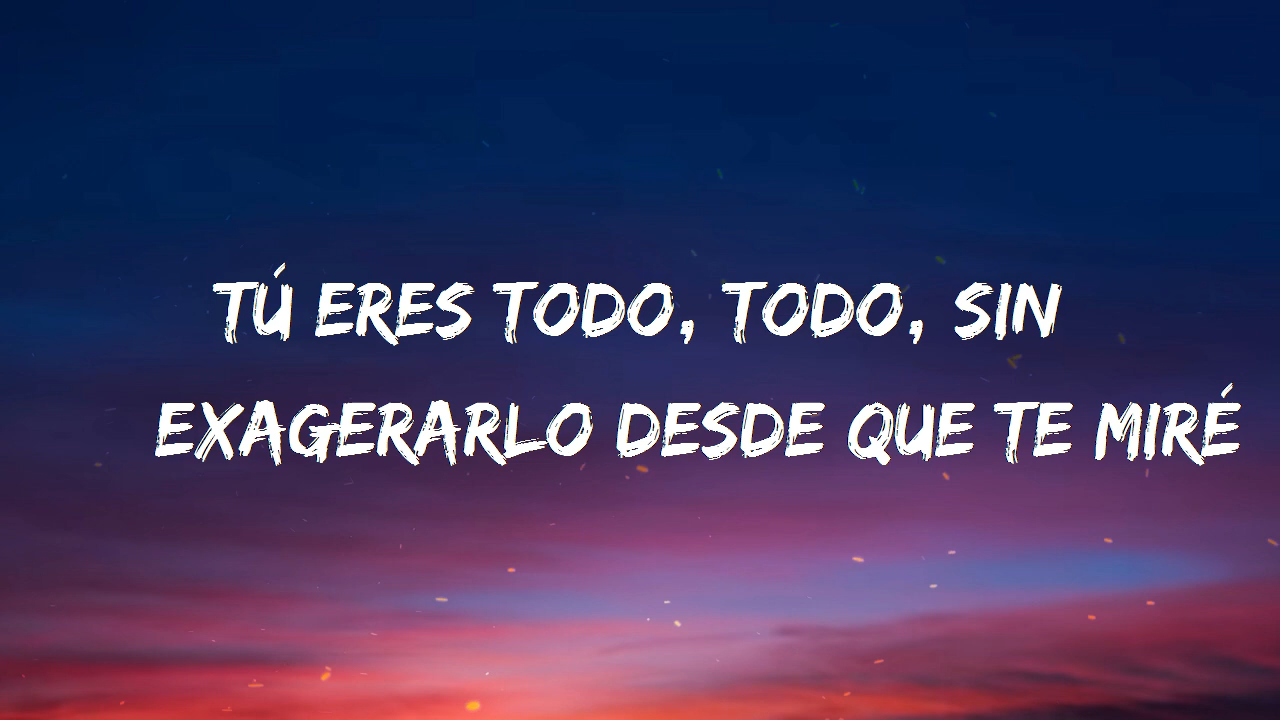 TÚ ERES TODO, TODO, SIN
EXAGERARLO DESDE QUE TE MIRÉ